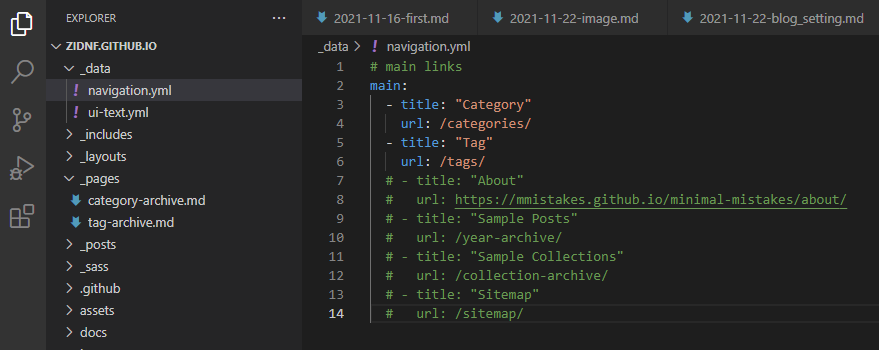 EXPLORER
ZIDNF.GITHUB.IO
_data
navigation.yml
ui-text.yml
_includes
_layouts
_pages
category-archive.md
tag-archive.md
_posts
_sass
.github
assets
docs
2021-11-16-first.md
2021-11-22-image.md
2021-11-22-blog_setting.md
_data > ! navigation.yml
1 # main links
2 main:
3 - title: "Category"
4 url: /categories/
5 - title: "Tag"
6 url: /tags/
7 # - title: "About"
8 # url: https://mmistakes.github.io/minimal-mistakes/about/
9 # - title: "Sample Posts"
10 # url: /year-archive/
11 # - title: "Sample Collections"
12 # url: /collection-archive/
13 # - title: "Sitemap"
14 # url: /sitemap/